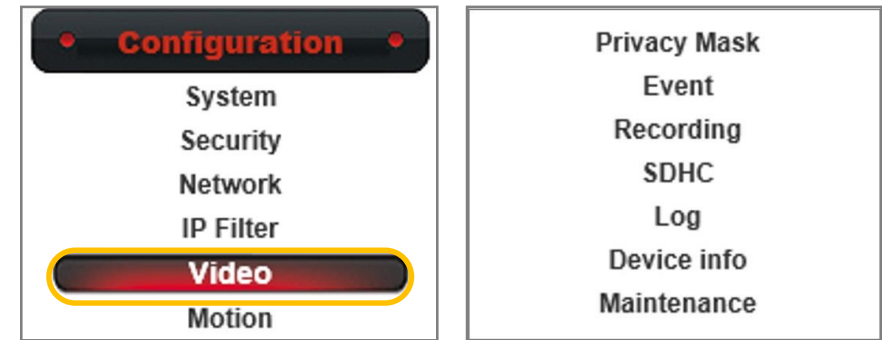 Configuration
System
Security
Network
IP Filter
Video
Motion
Privacy Mask
Event
Recording
SDHC
Log
Device info
Maintenance